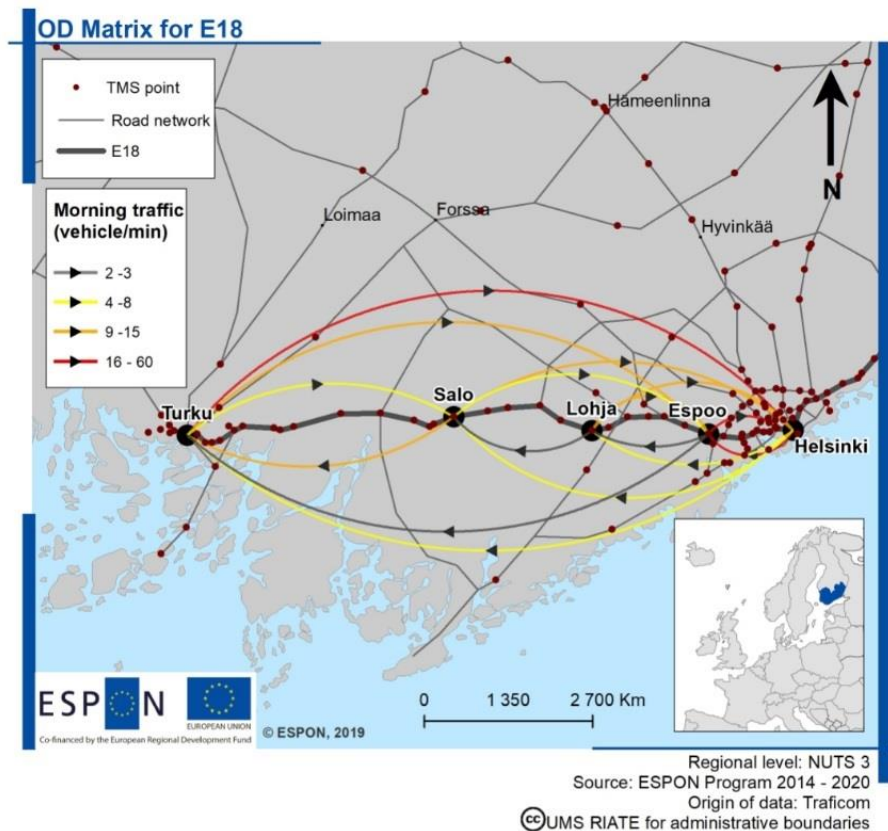 OD Matrix for E18
TMS point
Road network
E18
Morning traffic
(vehicle/min)
2 -3
4 -8
9 -15
16 - 60
N
Hämeenlinna
Loimaa
Forssa
Hyvinkää
Turku
Salo
Lohja
Espoo
Helsinki
ESPON
EUROPEAN UNION
Co-financed by the European Regional Development Fund
© ESPON, 2019
0 1 350 2 700 Km
Regional level: NUTS 3
Source: ESPON Program 2014 - 2020
Origin of data: Traficom
cc UMS RIATE for administrative boundaries